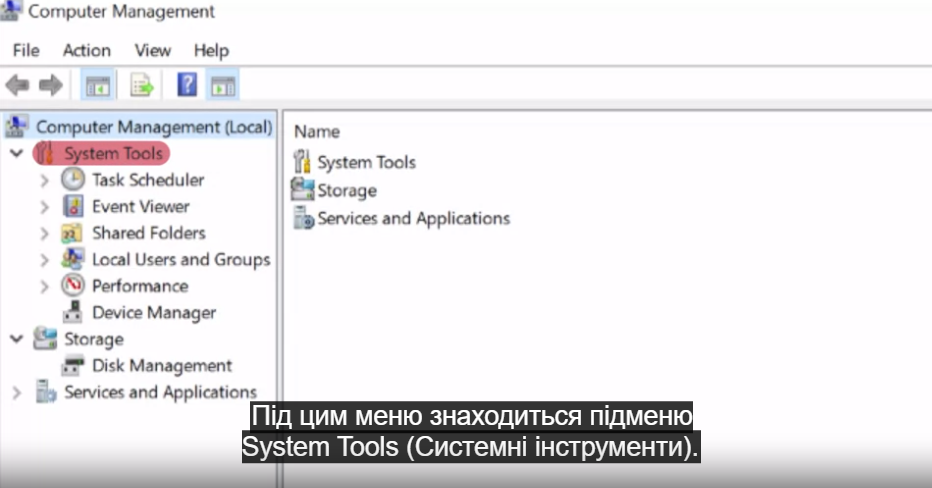 Computer Management
File Action View Help
Computer Management (Local)
System Tools
Task Scheduler
Event Viewer
Shared Folders
Local Users and Groups
Performance
Device Manager
Storage
Disk Management
Services and Applications
Name
System Tools
Storage
Services and Applications
Під цим меню знаходиться підменю
System Tools (Системні інструменти).